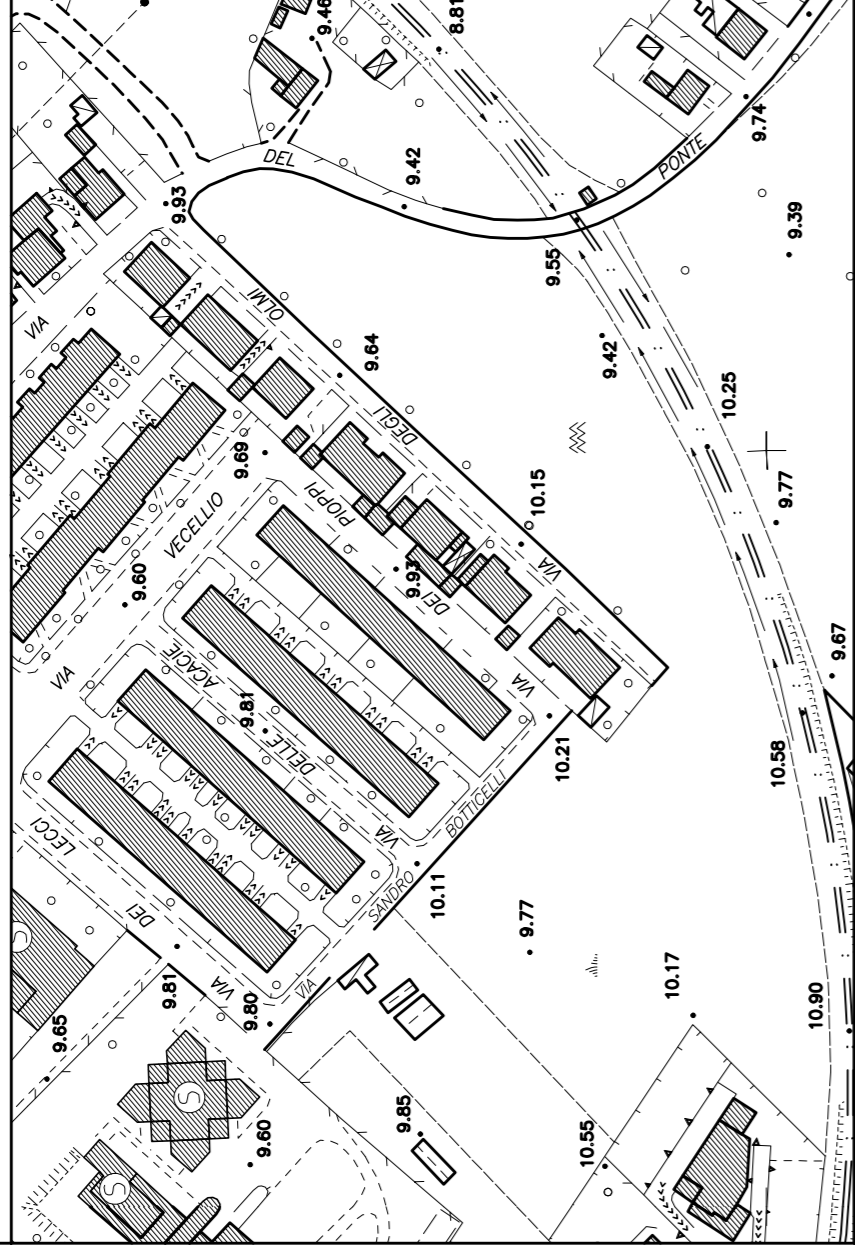 9.46
8.81
DEL
9.42
9.93
PONTE
9.74
9.39
VIA
OLMI
9.55
9.64
9.42
DEGLI
10.25
9.69
PIOPPI
VECELLIO
10.15
9.77
9.60
9.93
DEI
VIA
VIA
ACACIE
VIA
9.67
9.81
DELLE
10.21
10.58
LECCI
VIA
BOTTICELLI
SANDRO
10.11
DEI
9.77
9.81
VIA
VIA
9.80
10.17
10.90
9.65
S
S
9.85
9.60
10.55
S